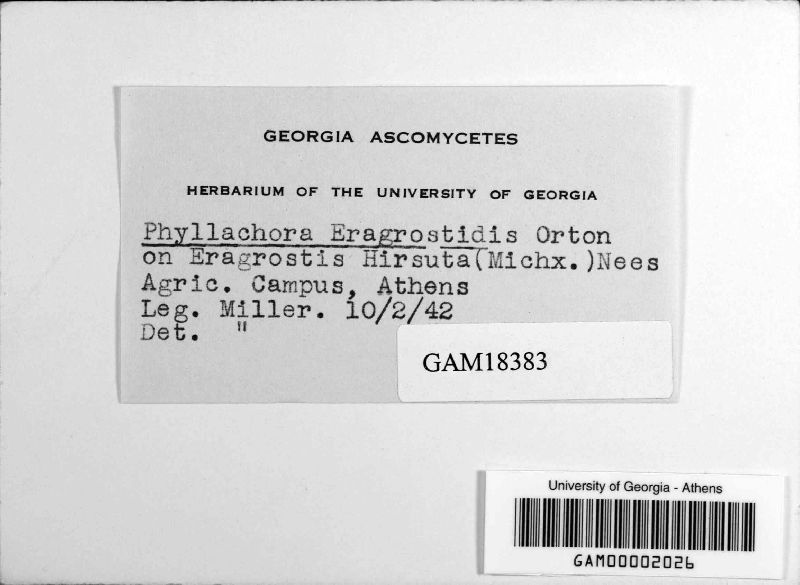 GEORGIA ASCOMYCETES
HERBARIUM OF THE UNIVERSITY OF GEORGIA
Phyllachora Eragrostidis Orton
on Eragrostis Hirsuta(Michx.)Nees
Agric. Campus, Athens
Leg. Miller. 10/2/42
Det. "
GAM18383
University of Georgia - Athens
GAM00002026